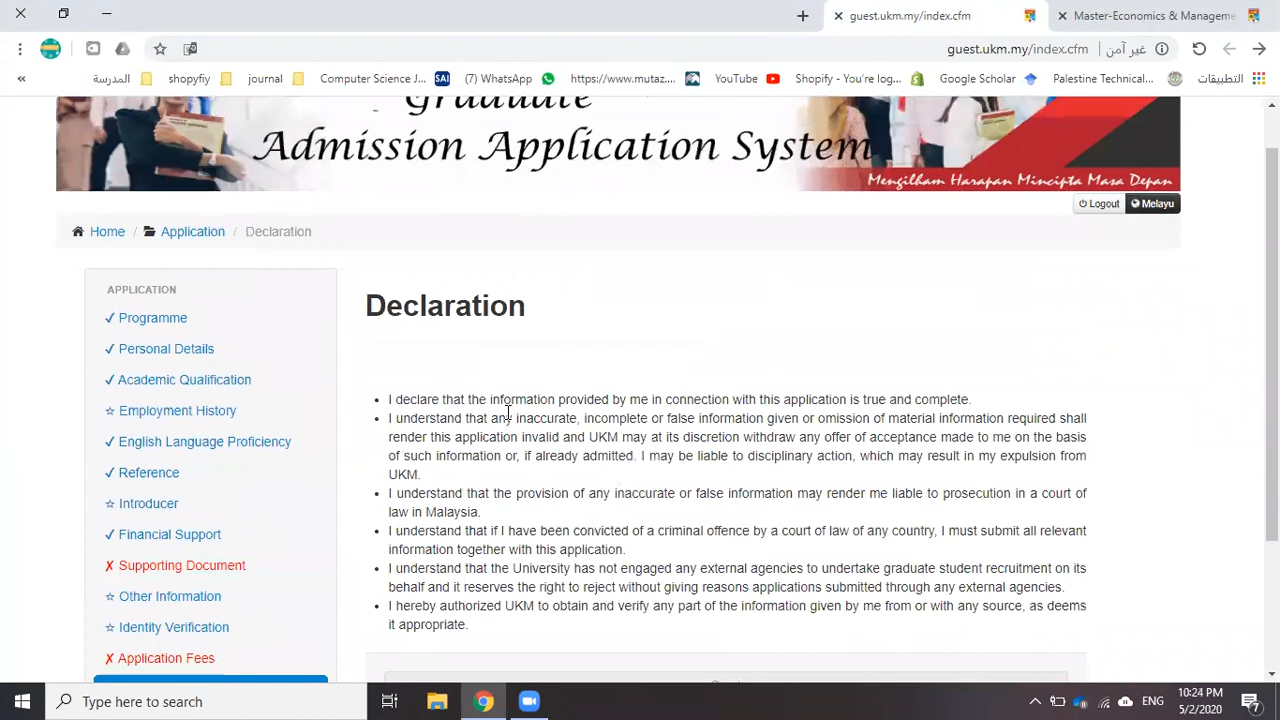 guest.ukm.my/index.cfm
Master-Economics & Manageme
guest.ukm.my/index.cfm
غير آمن
التطبيقات
Palestine Technical...
Google Scholar
Shopify - You're log...
YouTube
https://www.mutaz....
(7) WhatsApp
Computer Science J...
SAI
journal
shopyfiy
المدرسة
«
Graduate
Admission Application System
Mengilham Harapan Mencipta Masa Depan
Logout
Melayu
Home / Application / Declaration
APPLICATION
✓ Programme
✓ Personal Details
✓ Academic Qualification
☆ Employment History
✓ English Language Proficiency
✓ Reference
☆ Introducer
✓ Financial Support
✗ Supporting Document
☆ Other Information
☆ Identity Verification
✗ Application Fees
Declaration
• I declare that the information provided by me in connection with this application is true and complete.
• I understand that any inaccurate, incomplete or false information given or omission of material information required shall
render this application invalid and UKM may at its discretion withdraw any offer of acceptance made to me on the basis
of such information or, if already admitted. I may be liable to disciplinary action, which may result in my expulsion from
UKM.
• I understand that the provision of any inaccurate or false information may render me liable to prosecution in a court of
law in Malaysia.
• I understand that if I have been convicted of a criminal offence by a court of law of any country, I must submit all relevant
information together with this application.
• I understand that the University has not engaged any external agencies to undertake graduate student recruitment on its
behalf and it reserves the right to reject without giving reasons applications submitted through any external agencies.
• I hereby authorized UKM to obtain and verify any part of the information given by me from or with any source, as deems
it appropriate.
Type here to search
ENG
10:24 PM
5/2/2020
7